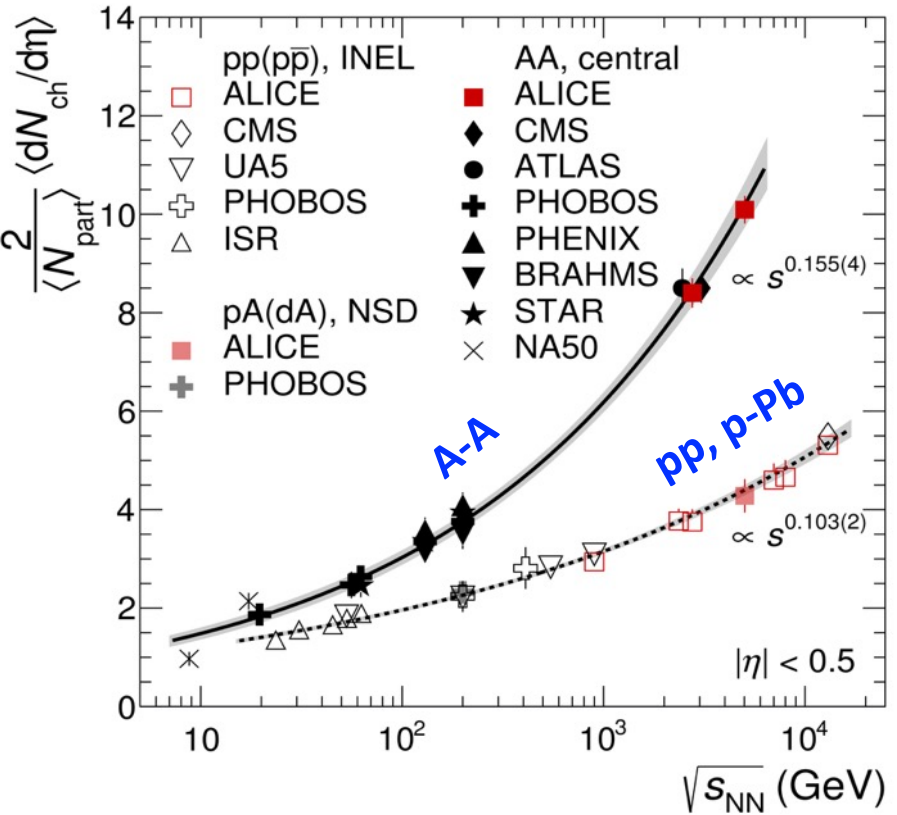 2/⟨N_part⟩ ⟨dN_ch/dη⟩
14
12
10
8
6
4
2
0
pp(pp̅), INEL
ALICE
CMS
UA5
PHOBOS
ISR
pA(dA), NSD
ALICE
PHOBOS
AA, central
ALICE
CMS
ATLAS
PHOBOS
PHENIX
BRAHMS
STAR
NA50
∝ s^0.155(4)
A-A
pp, p-Pb
∝ s^0.103(2)
|η| < 0.5
10
10²
10³
10⁴
√s_NN (GeV)